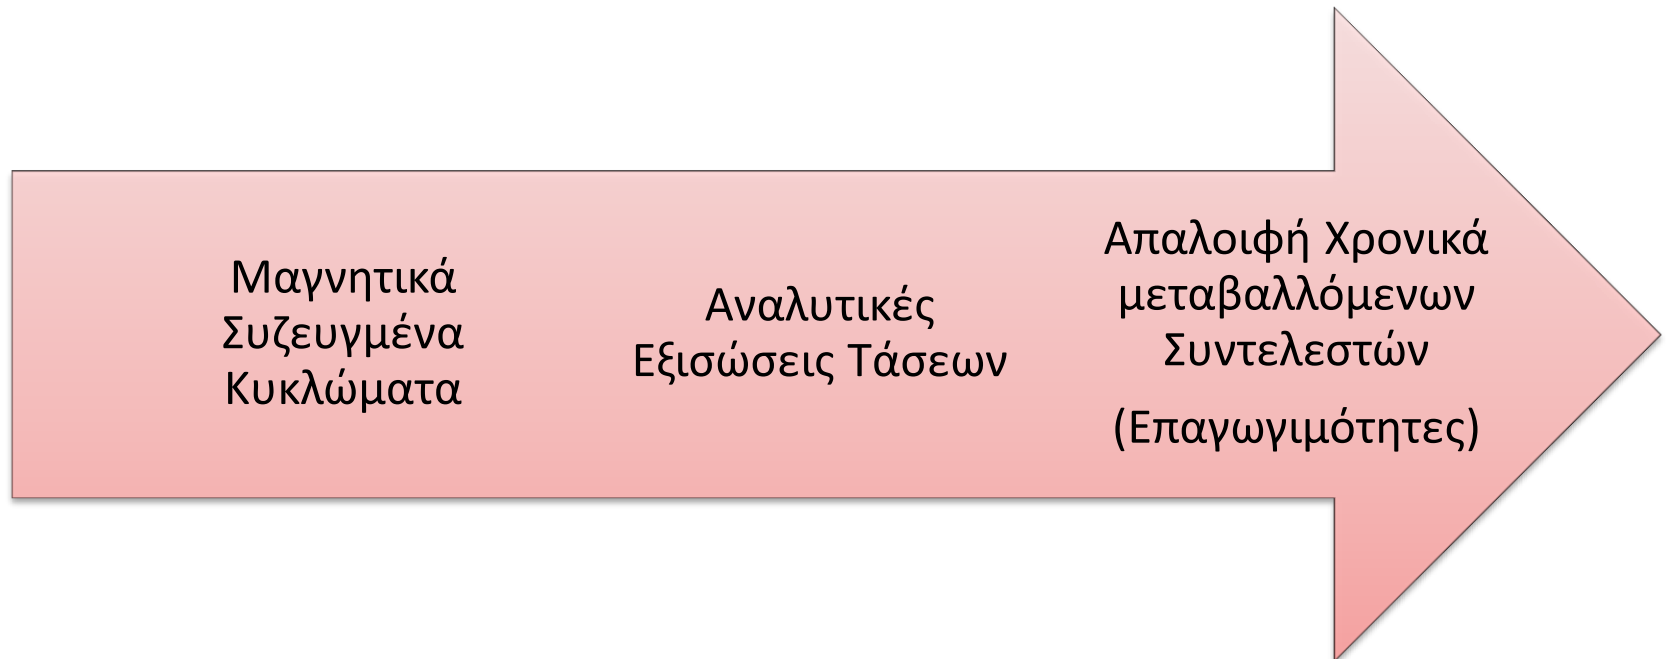 Μαγνητικά
Συζευγμένα
Κυκλώματα
Αναλυτικές
Εξισώσεις Τάσεων
Απαλοιφή Χρονικά
μεταβαλλόμενων
Συντελεστών
(Επαγωγιμότητες)